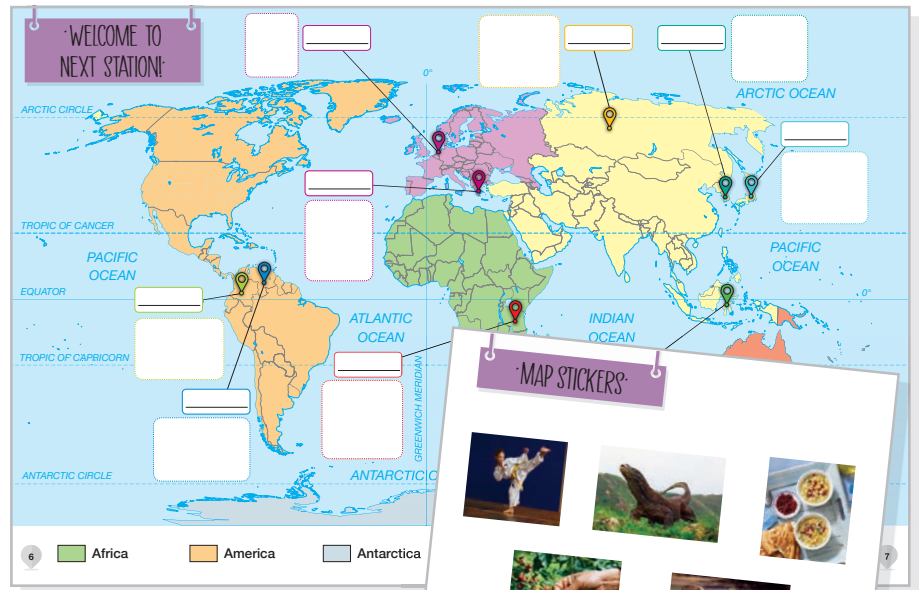 ·WELCOME TO
NEXT STATION!·
0°
ARCTIC OCEAN
ARCTIC CIRCLE
TROPIC OF CANCER
PACIFIC
OCEAN
PACIFIC
OCEAN
EQUATOR
0°
ATLANTIC
OCEAN
INDIAN
OCEAN
TROPIC OF CAPRICORN
GREENWICH MERIDIAN
·MAP STICKERS·
ANTARCTIC CIRCLE
ANTARCTIC O
6
Africa
America
Antarctica
7